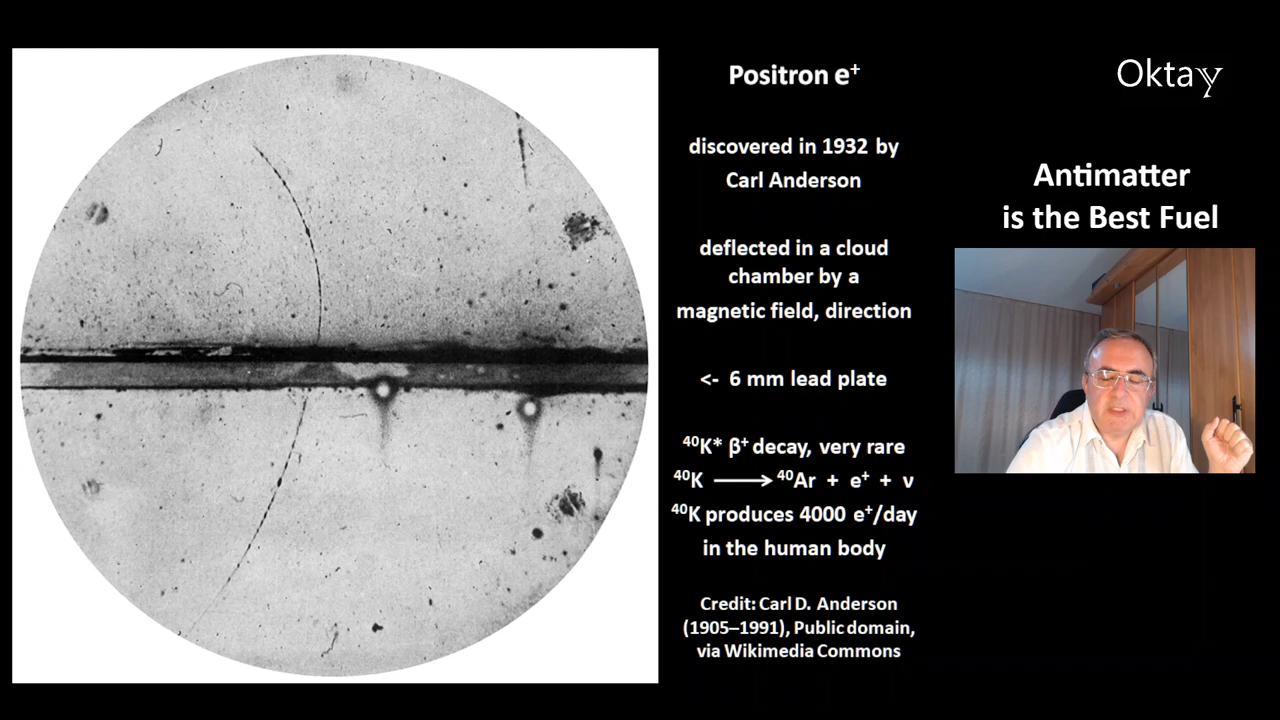 Positron e⁺
discovered in 1932 by
Carl Anderson
deflected in a cloud
chamber by a
magnetic field, direction
<- 6 mm lead plate
⁴⁰K* β⁺ decay, very rare
⁴⁰K ⟶ ⁴⁰Ar + e⁺ + ν
⁴⁰K produces 4000 e⁺/day
in the human body
Credit: Carl D. Anderson
(1905–1991), Public domain,
via Wikimedia Commons
Oktay
Antimatter
is the Best Fuel